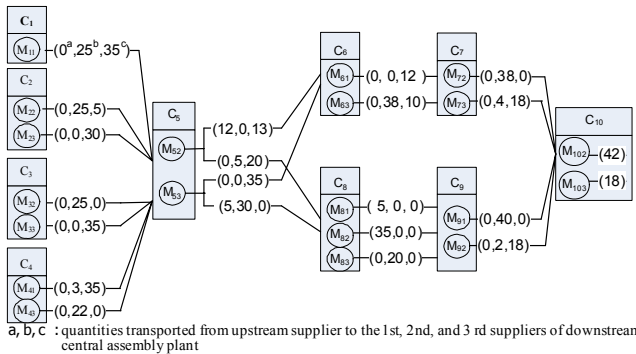 C1
M11 (0a,25b,35c)
C2
M22 (0,25,5)
M23 (0,0,30)
C3
M32 (0,25,0)
M33 (0,0,35)
C4
M41 (0,3,35)
M43 (0,22,0)
C5
M52 (12,0,13)
(0,5,20)
M53 (0,0,35)
(5,30,0)
C6
M61 (0, 0,12)
M63 (0,38,10)
C7
M72 (0,38,0)
M73 (0,4,18)
C8
M81 ( 5, 0, 0)
M82 (35,0,0)
M83 (0,20,0)
C9
M91 (0,40,0)
M92 (0,2,18)
C10
M102 (42)
M103 (18)
a, b, c : quantities transported from upstream supplier to the 1st, 2nd, and 3 rd suppliers of downstream
central assembly plant